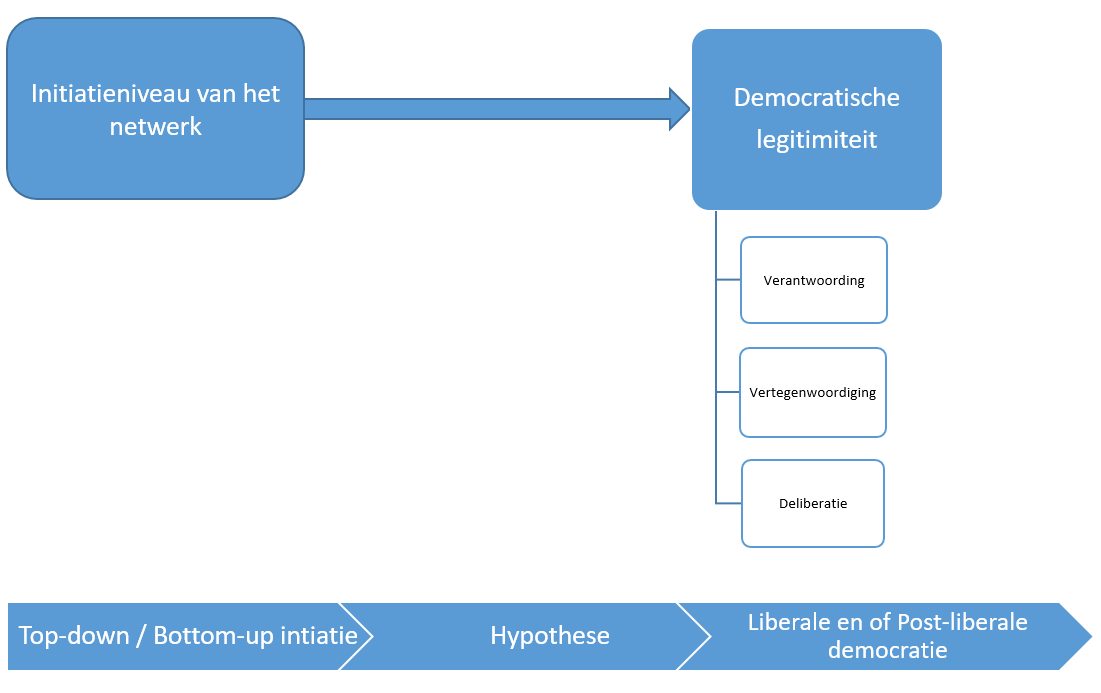 Initiatieniveau van het
netwerk
Democratische
legitimiteit
Verantwoording
Vertegenwoordiging
Deliberatie
Top-down / Bottom-up intiatie
Hypothese
Liberale en of Post-liberale
democratie